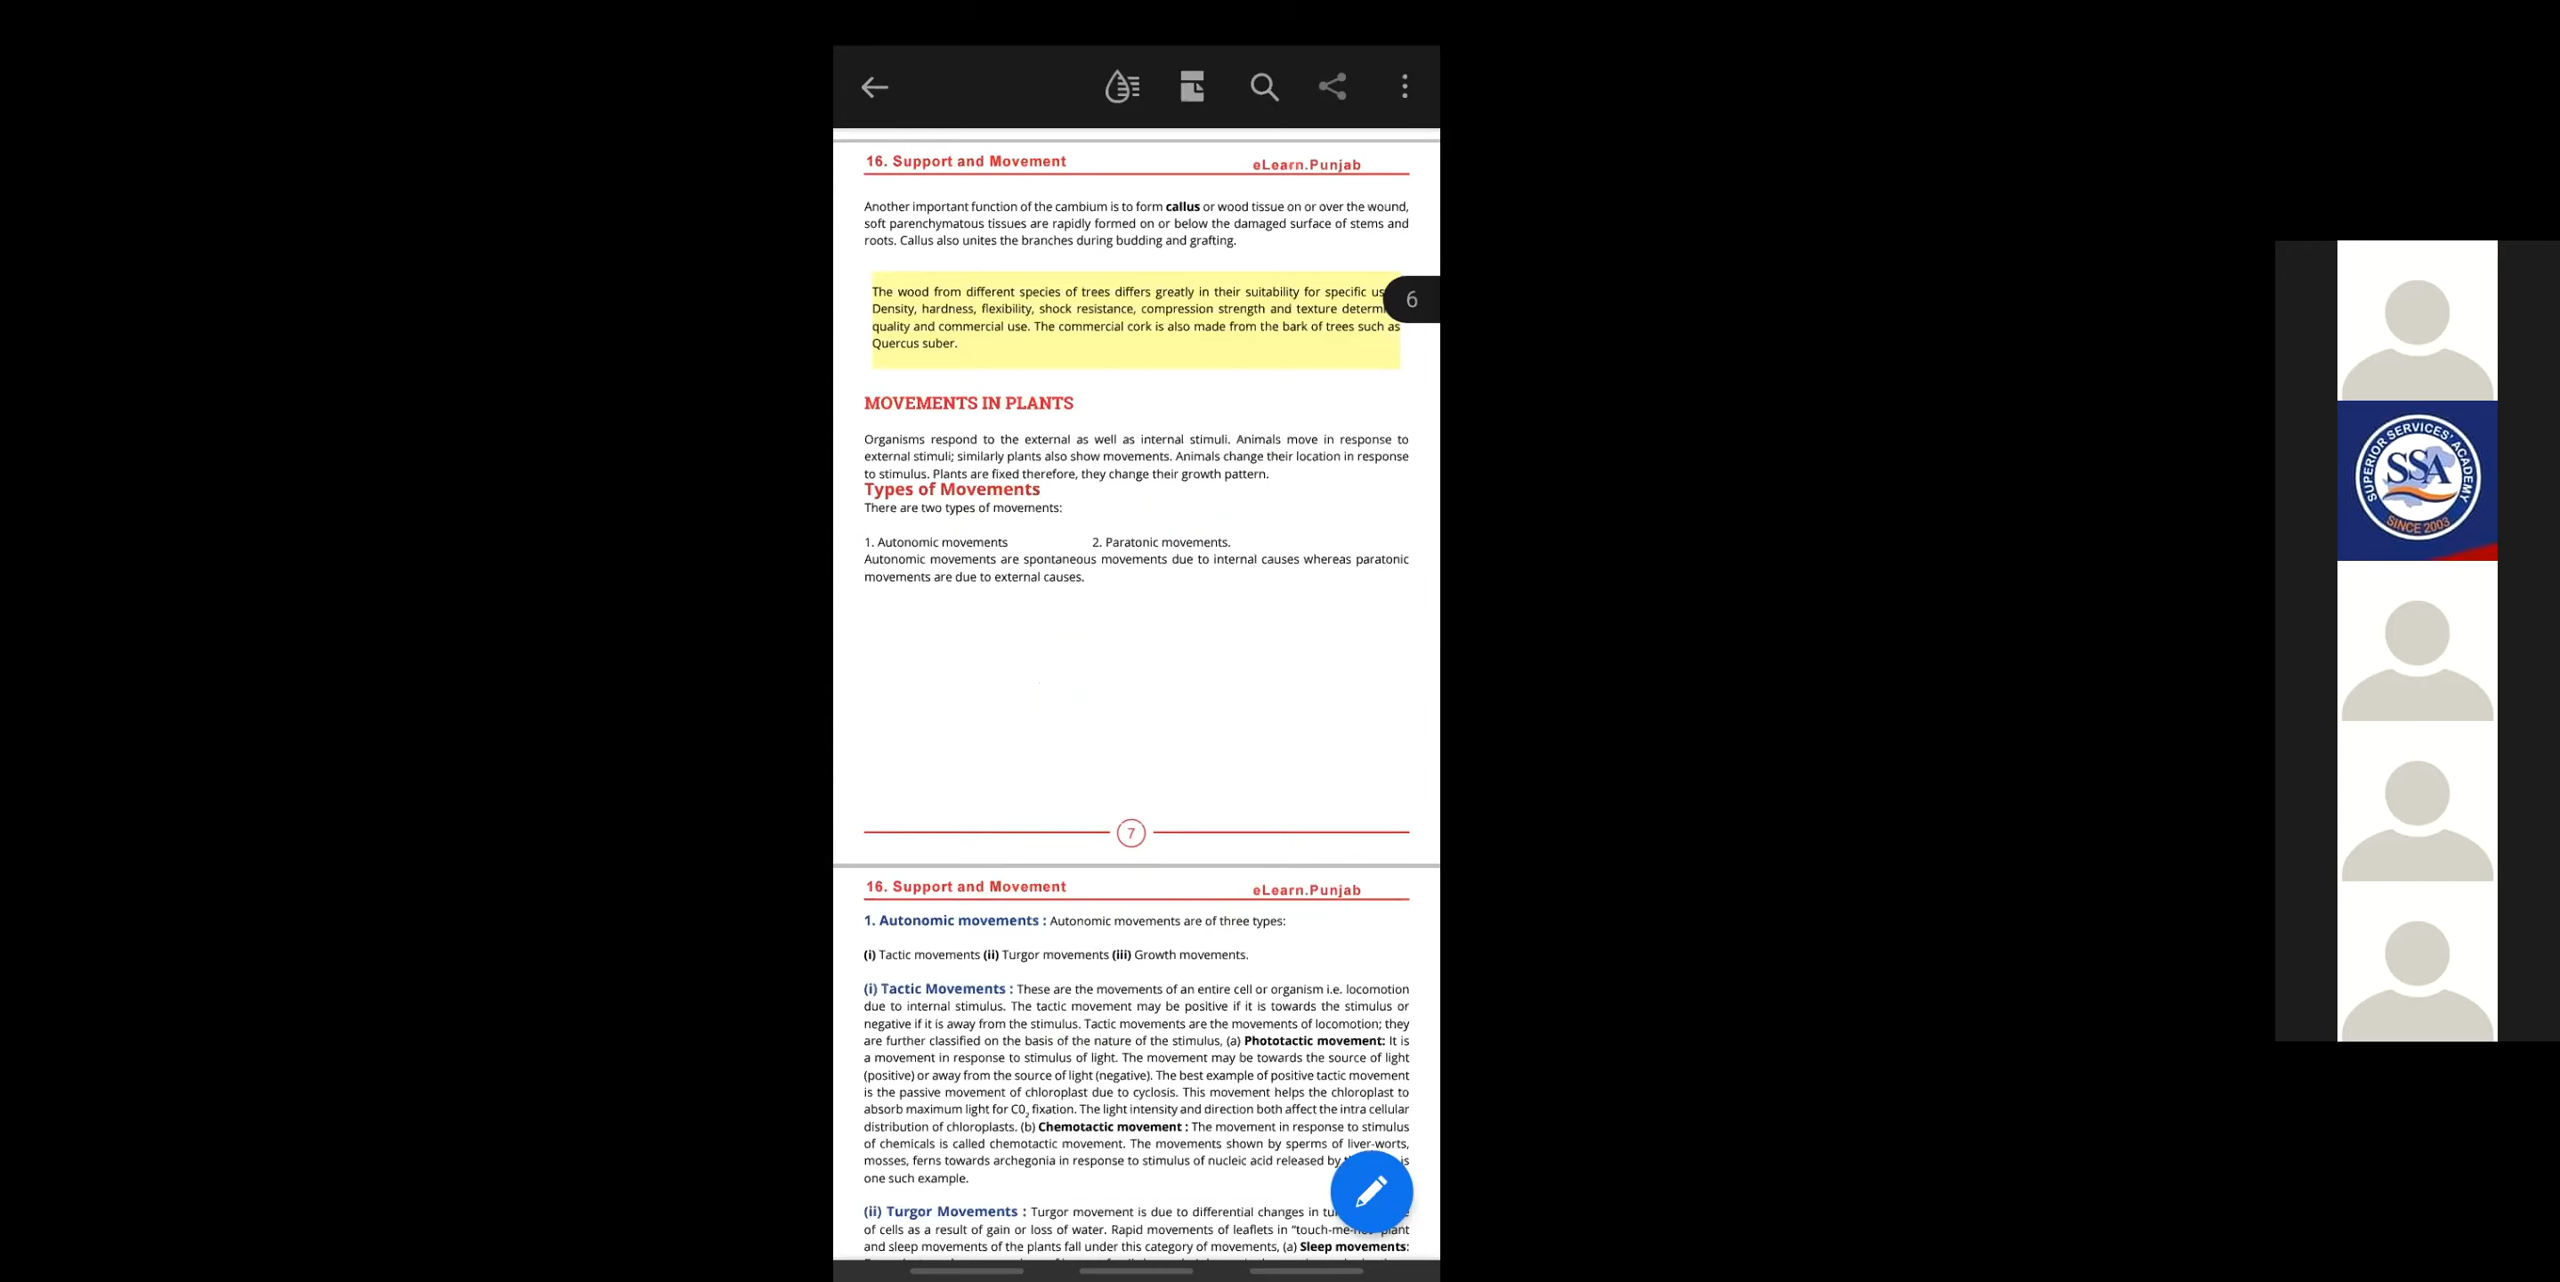 16. Support and Movement eLearn.Punjab
Another important function of the cambium is to form callus or wood tissue on or over the wound,
soft parenchymatous tissues are rapidly formed on or below the damaged surface of stems and
roots. Callus also unites the branches during budding and grafting.
The wood from different species of trees differs greatly in their suitability for specific
Density, hardness, flexibility, shock resistance, compression strength and texture
quality and commercial use. The commercial cork is also made from the bark of trees such as
Quercus suber.
6
MOVEMENTS IN PLANTS
Organisms respond to the external as well as internal stimuli. Animals move in response to
external stimuli; similarly plants also show movements. Animals change their location in response
to stimulus. Plants are fixed therefore, they change their growth pattern.
Types of Movements
There are two types of movements:
1. Autonomic movements 2. Paratonic movements.
Autonomic movements are spontaneous movements due to internal causes whereas paratonic
movements are due to external causes.
7
16. Support and Movement eLearn.Punjab
1. Autonomic movements : Autonomic movements are of three types:
(i) Tactic movements (ii) Turgor movements (iii) Growth movements.
(i) Tactic Movements : These are the movements of an entire cell or organism i.e. locomotion
due to internal stimulus. The tactic movement may be positive if it is towards the stimulus or
negative if it is away from the stimulus. Tactic movements are the movements of locomotion; they
are further classified on the basis of the nature of the stimulus, (a) Phototactic movement: It is
a movement in response to stimulus of light. The movement may be towards the source of light
(positive) or away from the source of light (negative). The best example of positive tactic movement
is the passive movement of chloroplast due to cyclosis. This movement helps the chloroplast to
absorb maximum light for C0₂ fixation. The light intensity and direction both affect the intra cellular
distribution of chloroplasts. (b) Chemotactic movement : The movement in response to stimulus
of chemicals is called chemotactic movement. The movements shown by sperms of liver-worts,
mosses, ferns towards archegonia in response to stimulus of nucleic acid released by is
one such example.
(ii) Turgor Movements : Turgor movement is due to differential changes in
of cells as a result of gain or loss of water. Rapid movements of leaflets in “touch-me-not” plant
and sleep movements of the plants fall under this category of movements, (a) Sleep movements:
SUPERIOR SERVICES' ACADEMY
SSA
SINCE 2003